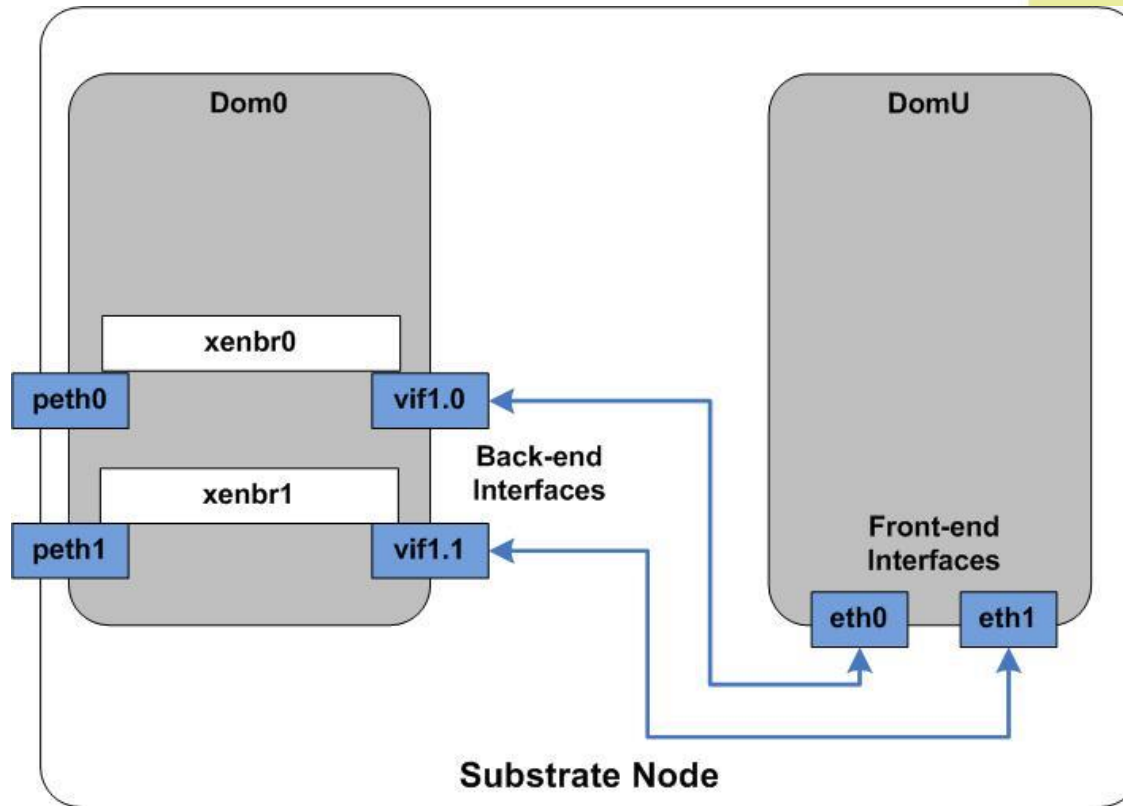 Dom0
DomU
xenbr0
peth0
vif1.0
Back-end
Interfaces
xenbr1
peth1
vif1.1
Front-end
Interfaces
eth0
eth1
Substrate Node